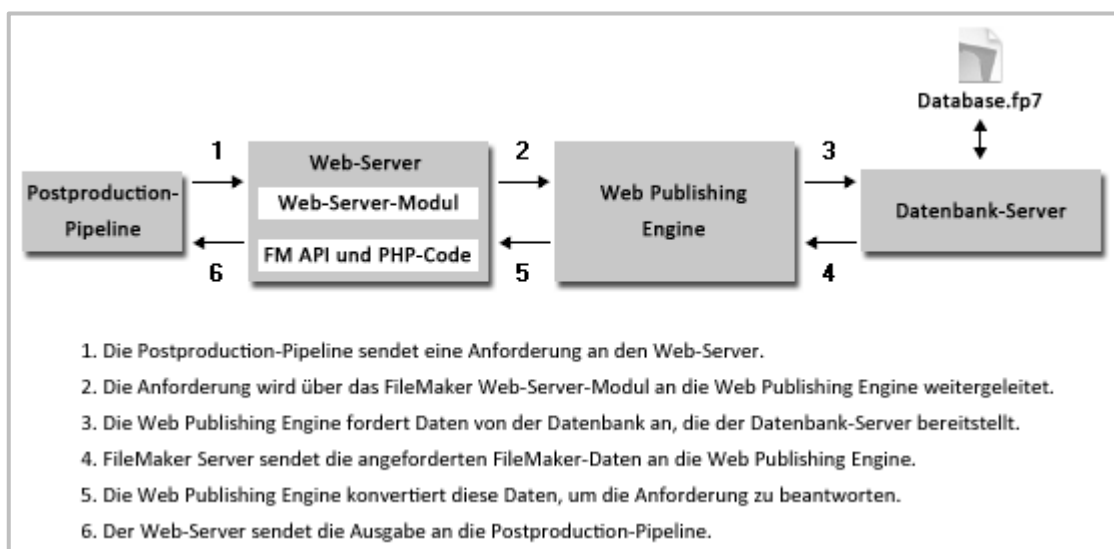 Database.fp7
1
2
3
Postproduction-
Pipeline
Web-Server
Web-Server-Modul
FM API und PHP-Code
Web Publishing
Engine
Datenbank-Server
6
5
4
1. Die Postproduction-Pipeline sendet eine Anforderung an den Web-Server.
2. Die Anforderung wird über das FileMaker Web-Server-Modul an die Web Publishing Engine weitergeleitet.
3. Die Web Publishing Engine fordert Daten von der Datenbank an, die der Datenbank-Server bereitstellt.
4. FileMaker Server sendet die angeforderten FileMaker-Daten an die Web Publishing Engine.
5. Die Web Publishing Engine konvertiert diese Daten, um die Anforderung zu beantworten.
6. Der Web-Server sendet die Ausgabe an die Postproduction-Pipeline.